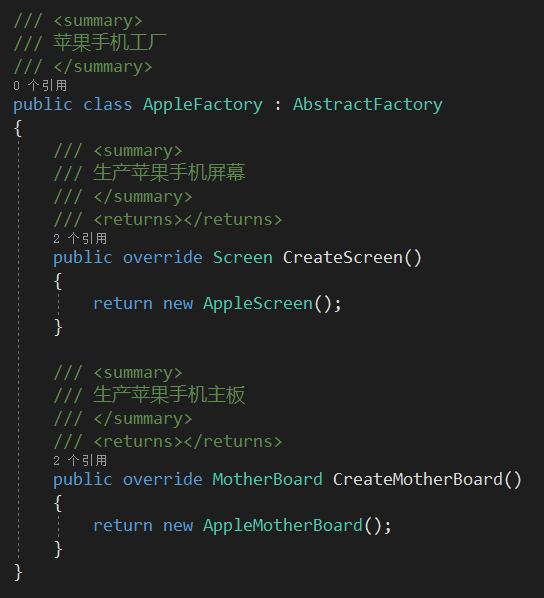 /// <summary>
/// 苹果手机工厂
/// </summary>
0 个引用
public class AppleFactory : AbstractFactory
{
/// <summary>
/// 生产苹果手机屏幕
/// </summary>
/// <returns></returns>
2 个引用
public override Screen CreateScreen()
{
return new AppleScreen();
}
/// <summary>
/// 生产苹果手机主板
/// </summary>
/// <returns></returns>
2 个引用
public override MotherBoard CreateMotherBoard()
{
return new AppleMotherBoard();
}
}